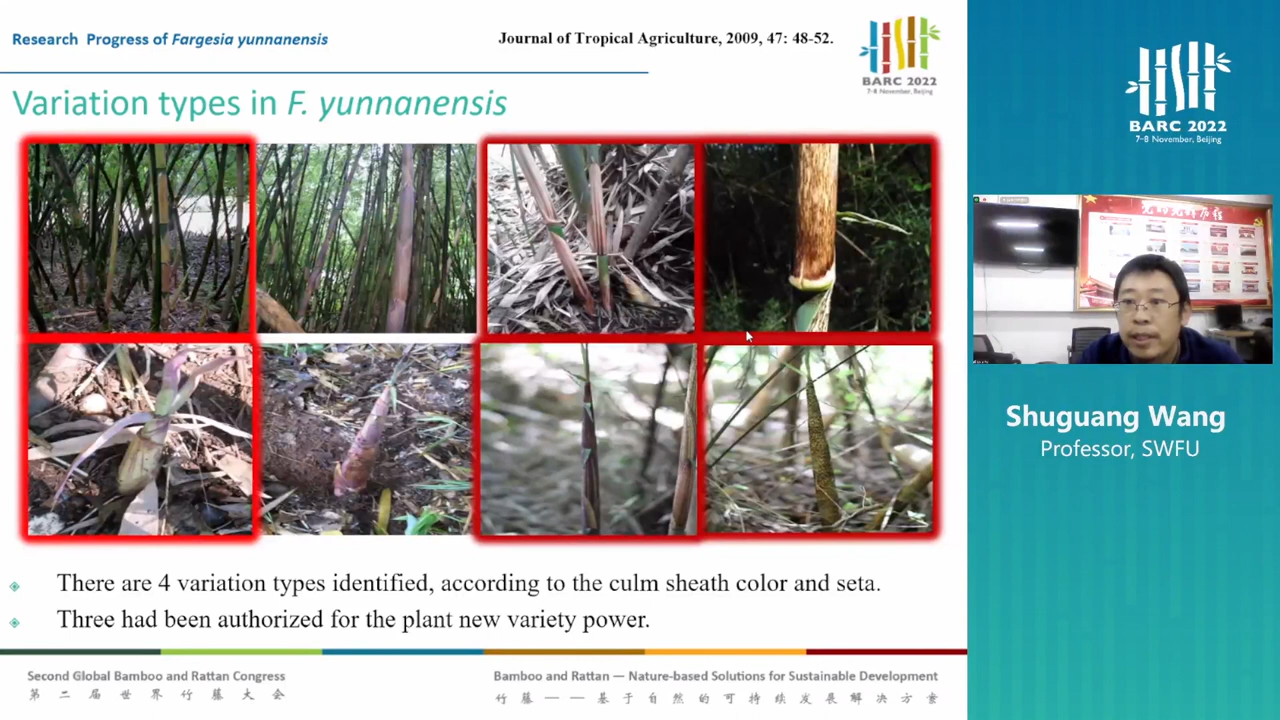 Research Progress of Fargesia yunnanensis
Journal of Tropical Agriculture, 2009, 47: 48-52.
BARC 2022
7-8 November, Beijing
Variation types in F. yunnanensis
There are 4 variation types identified, according to the culm sheath color and seta.
Three had been authorized for the plant new variety power.
Second Global Bamboo and Rattan Congress
第二届世界竹藤大会
Bamboo and Rattan — Nature-based Solutions for Sustainable Development
竹藤——基于自然的可持续发展解决方案
BARC 2022
7-8 November, Beijing
Shuguang Wang
Professor, SWFU